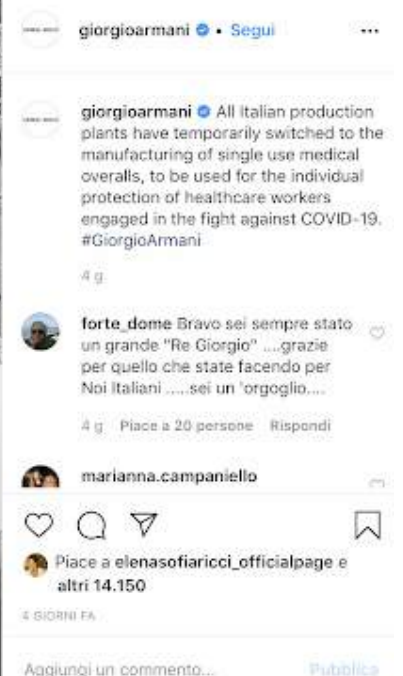 giorgioarmani • Segui
giorgioarmani All Italian production
plants have temporarily switched to the
manufacturing of single use medical
overalls, to be used for the individual
protection of healthcare workers
engaged in the fight against COVID-19.
#GiorgioArmani
4 g
forte_dome Bravo sei sempre stato
un grande "Re Giorgio" ....grazie
per quello che state facendo per
Noi Italiani .....sei un 'orgoglio....
4 g Piace a 20 persone Rispondi
marianna.campaniello
Piace a elenasofiaricci_officialpage e
altri 14.150
4 GIORNI FA
Aggiungi un commento... Pubblica